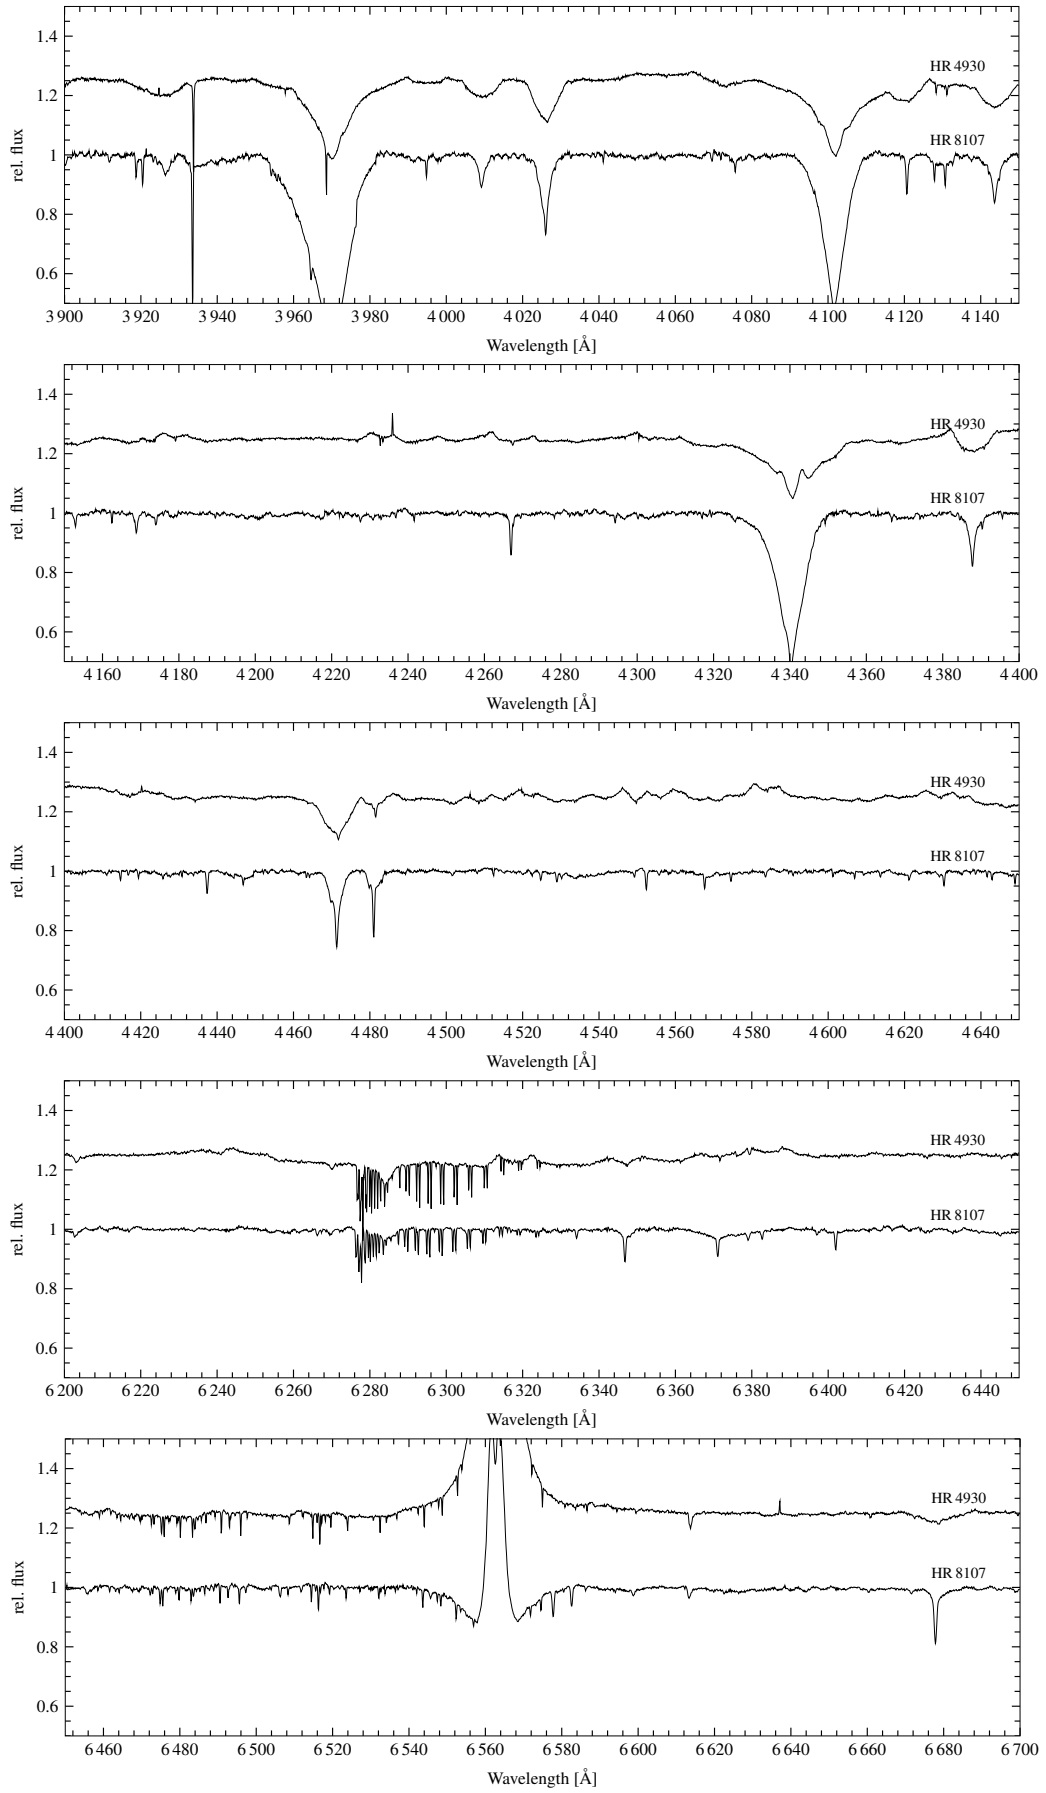 1.4
1.2
1
0.8
0.6
rel. flux
HR 4930
HR 8107
3 900 3 920 3 940 3 960 3 980 4 000 4 020 4 040 4 060 4 080 4 100 4 120 4 140
Wavelength [Å]
1.4
1.2
1
0.8
0.6
rel. flux
HR 4930
HR 8107
4 160 4 180 4 200 4 220 4 240 4 260 4 280 4 300 4 320 4 340 4 360 4 380 4 400
Wavelength [Å]
1.4
1.2
1
0.8
0.6
rel. flux
HR 4930
HR 8107
4 400 4 420 4 440 4 460 4 480 4 500 4 520 4 540 4 560 4 580 4 600 4 620 4 640
Wavelength [Å]
1.4
1.2
1
0.8
0.6
rel. flux
HR 4930
HR 8107
6 200 6 220 6 240 6 260 6 280 6 300 6 320 6 340 6 360 6 380 6 400 6 420 6 440
Wavelength [Å]
1.4
1.2
1
0.8
0.6
rel. flux
HR 4930
HR 8107
6 460 6 480 6 500 6 520 6 540 6 560 6 580 6 600 6 620 6 640 6 660 6 680 6 700
Wavelength [Å]